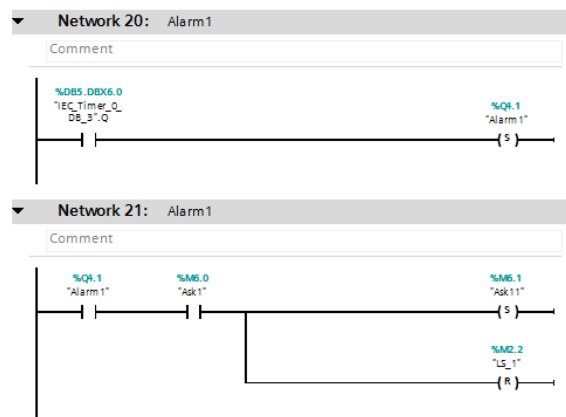 Network 20: Alarm1
Comment
%DB5.DBX6.0
"IEC_Timer_0_
DB_3".Q
%Q4.1
"Alarm1"
S
Network 21: Alarm1
Comment
%Q4.1
"Alarm1"
%M6.0
"Ask1"
%M6.1
"Ask11"
S
%M2.2
"LS_1"
R